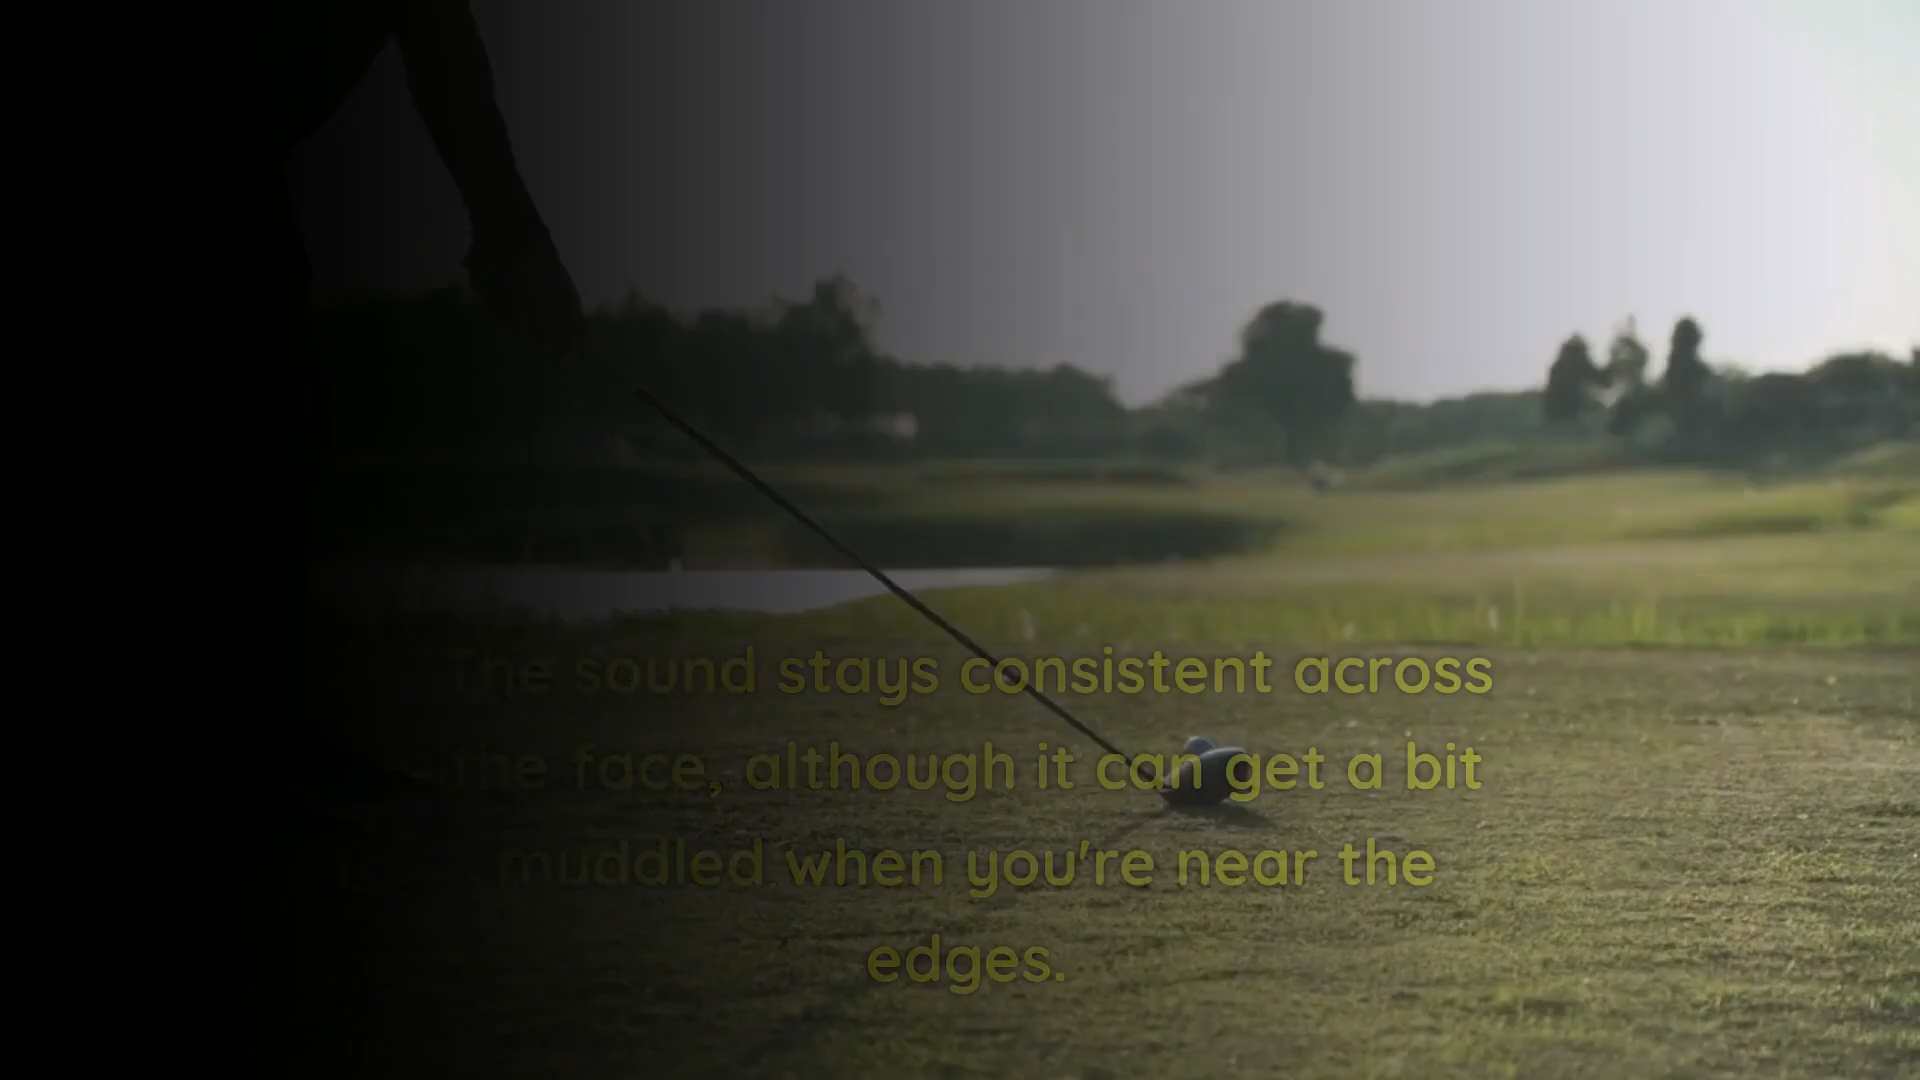 The sound stays consistent across
the face, although it can get a bit
muddled when you're near the
edges.